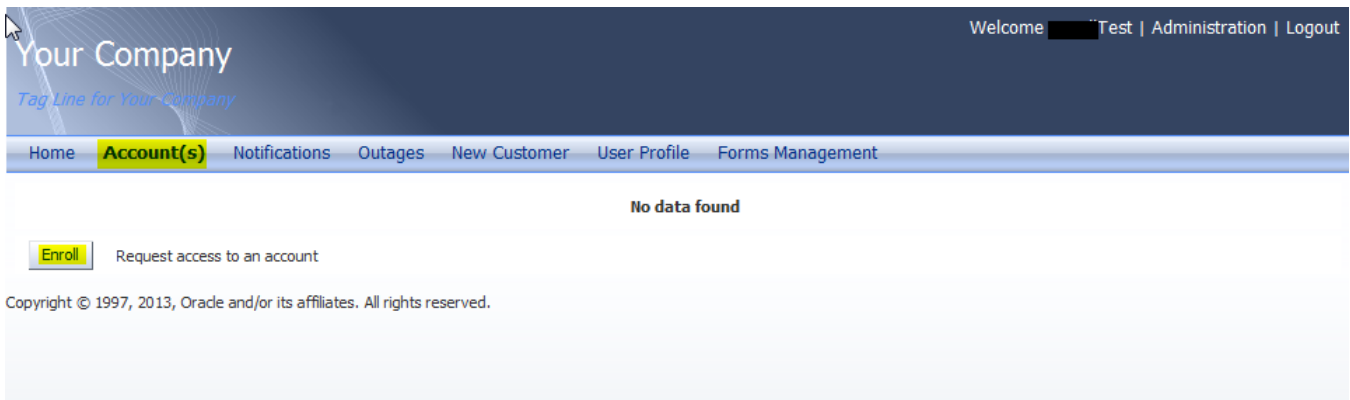 Welcome Test | Administration | Logout
Your Company
Tag Line for Your Company
Home Account(s) Notifications Outages New Customer User Profile Forms Management
No data found
Enroll Request access to an account
Copyright © 1997, 2013, Oracle and/or its affiliates. All rights reserved.